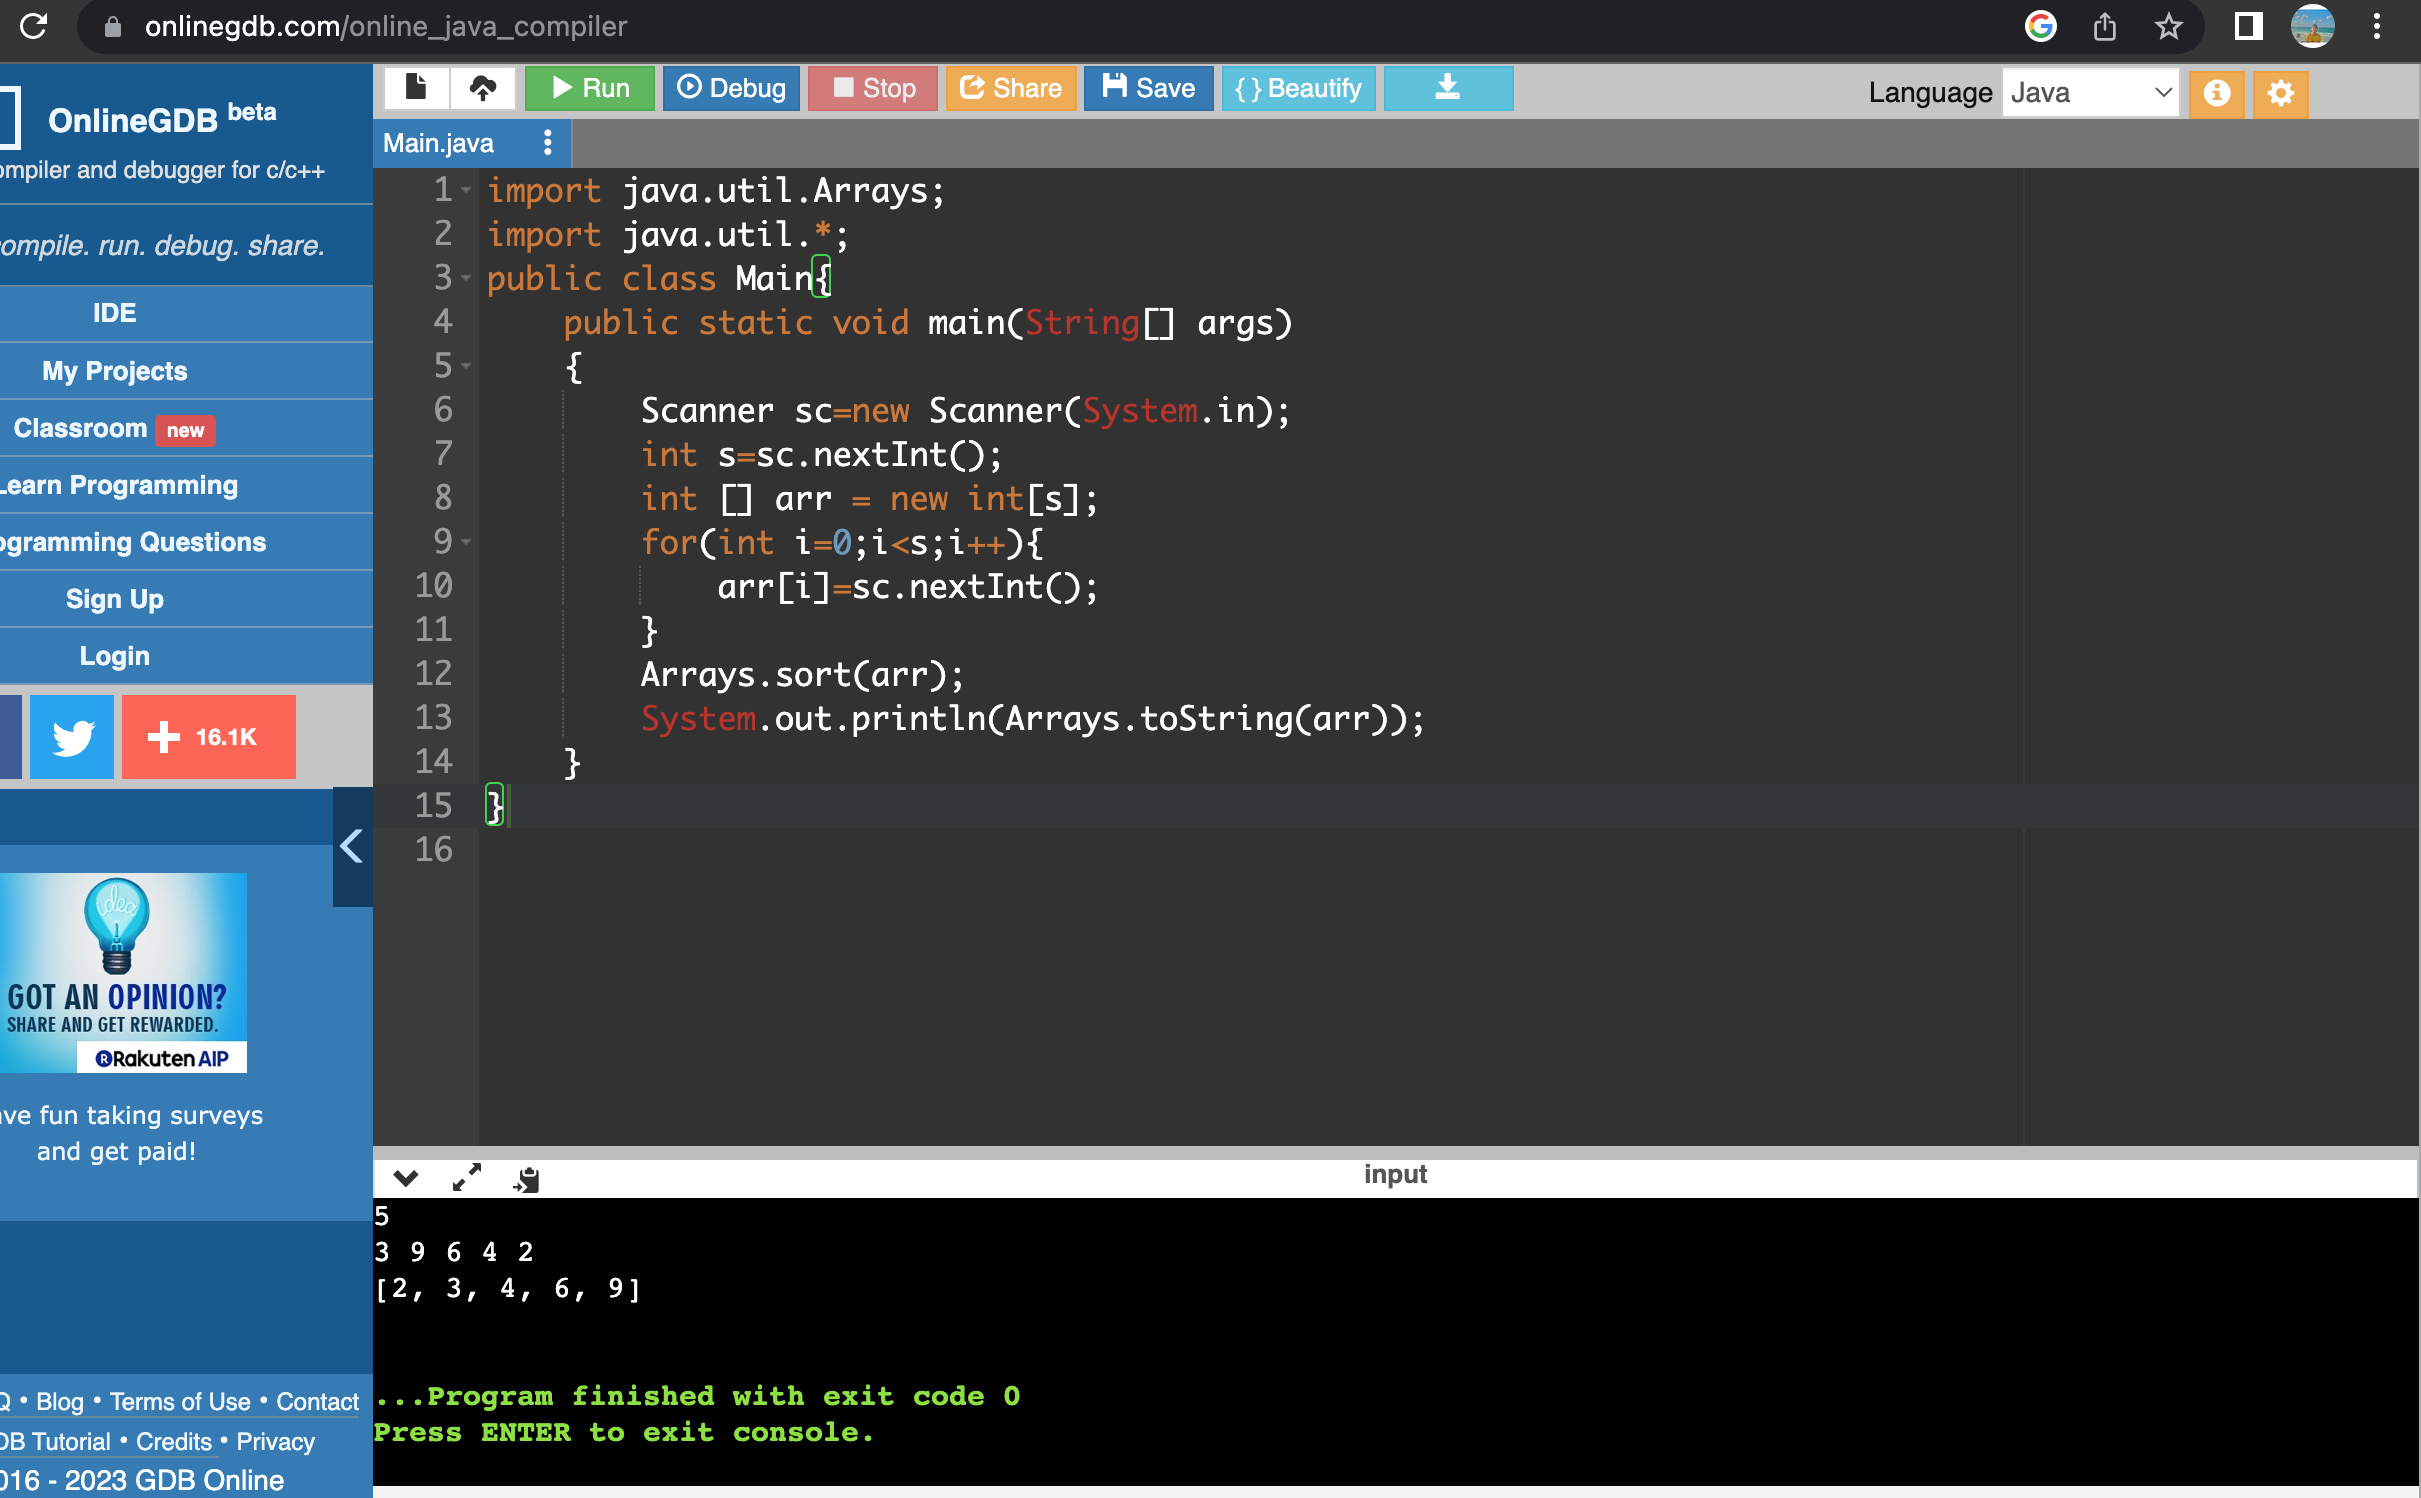 onlinegdb.com/online_java_compiler
OnlineGDB beta
and debugger for c/c++
run. debug. share.
IDE
My Projects
Classroom new
Learn Programming
Questions
Sign Up
Login
16.1K
idea
GOT AN OPINION?
SHARE AND GET REWARDED.
R Rakuten AIP
fun taking surveys
and get paid!
• Blog • Terms of Use • Contact
Tutorial • Credits • Privacy
- 2023 GDB Online
Run Debug Stop Share Save {} Beautify
Language Java
Main.java
1 import java.util.Arrays;
2 import java.util.*;
3 public class Main{
4     public static void main(String[] args)
5     {
6         Scanner sc=new Scanner(System.in);
7         int s=sc.nextInt();
8         int [] arr = new int[s];
9         for(int i=0;i<s;i++){
10             arr[i]=sc.nextInt();
11         }
12         Arrays.sort(arr);
13         System.out.println(Arrays.toString(arr));
14     }
15 }
16
input
5
3 9 6 4 2
[2, 3, 4, 6, 9]
...Program finished with exit code 0
Press ENTER to exit console.